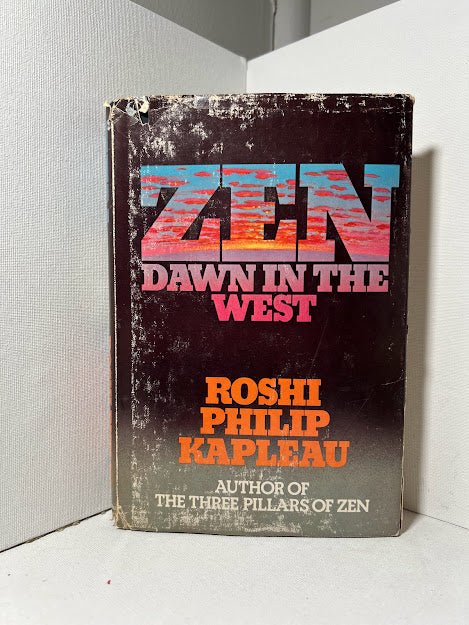 ZEN
DAWN IN THE
WEST
ROSHI
PHILIP
KAPLEAU
AUTHOR OF
THE THREE PILLARS OF ZEN